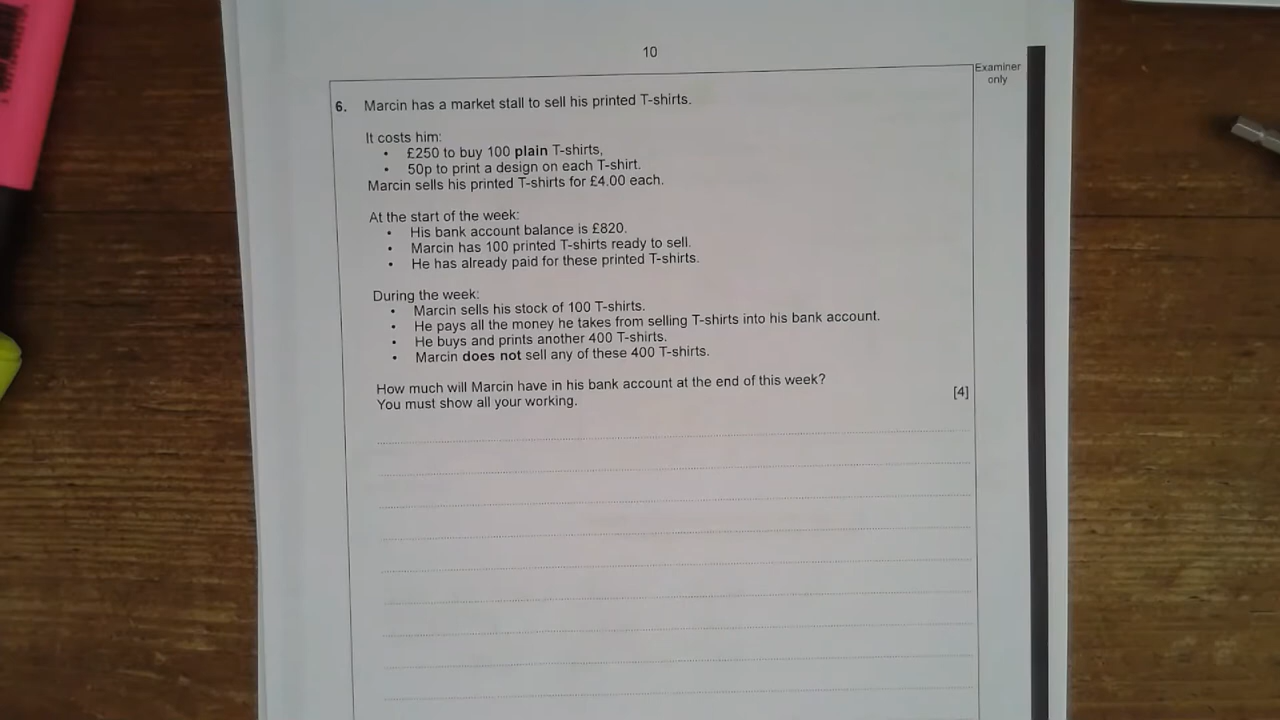 10
Examiner
only
6. Marcin has a market stall to sell his printed T-shirts.
It costs him:
• £250 to buy 100 plain T-shirts,
• 50p to print a design on each T-shirt.
Marcin sells his printed T-shirts for £4.00 each.
At the start of the week:
• His bank account balance is £820.
• Marcin has 100 printed T-shirts ready to sell.
• He has already paid for these printed T-shirts.
During the week:
• Marcin sells his stock of 100 T-shirts.
• He pays all the money he takes from selling T-shirts into his bank account.
• He buys and prints another 400 T-shirts.
• Marcin does not sell any of these 400 T-shirts.
How much will Marcin have in his bank account at the end of this week?
You must show all your working. [4]